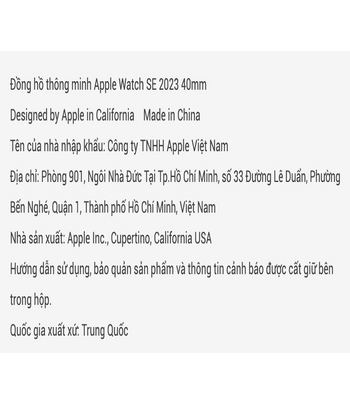 Đồng hồ thông minh Apple Watch SE 2023 40mm
Designed by Apple in California Made in China
Tên của nhà nhập khẩu: Công ty TNHH Apple Việt Nam
Địa chỉ: Phòng 901, Ngôi Nhà Đức Tại Tp.Hồ Chí Minh, số 33 Đường Lê Duẩn, Phường
Bến Nghé, Quận 1, Thành phố Hồ Chí Minh, Việt Nam
Nhà sản xuất: Apple Inc., Cupertino, California USA
Hướng dẫn sử dụng, bảo quản sản phẩm và thông tin cảnh báo được cất giữ bên
trong hộp.
Quốc gia xuất xứ: Trung Quốc